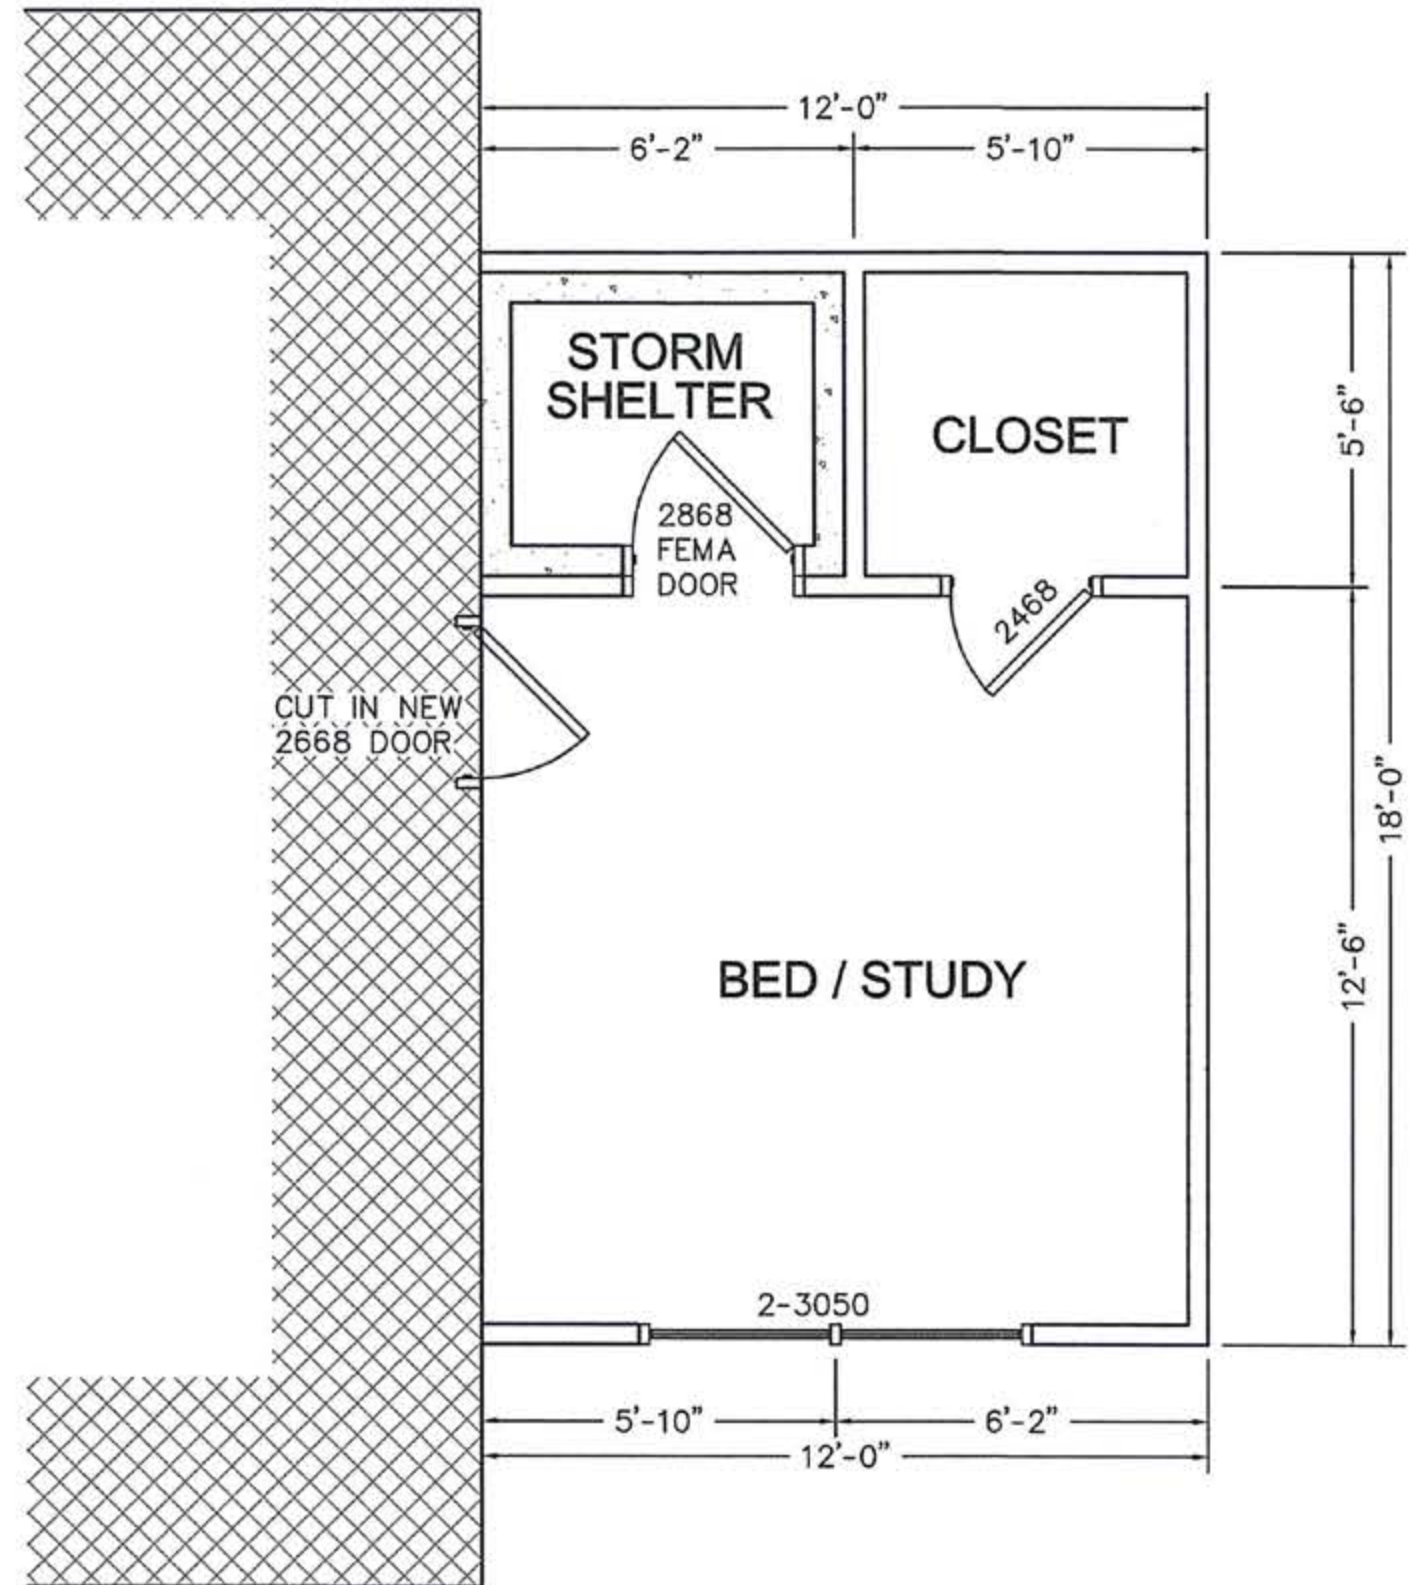 12'-0"
6'-2"
5'-10"
STORM
SHELTER
CLOSET
5'-6"
2868
FEMA
DOOR
2468
CUT IN NEW
2668 DOOR
18'-0"
12'-6"
BED / STUDY
2-3050
5'-10"
6'-2"
12'-0"